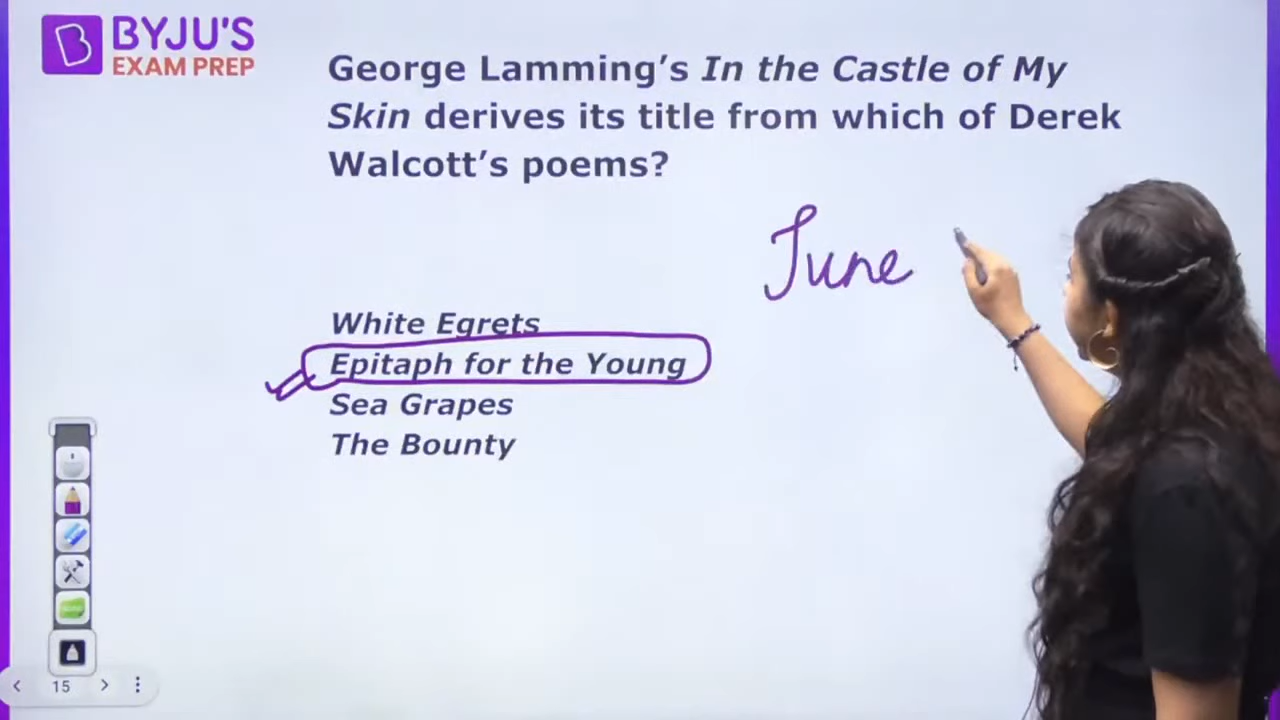 BYJU'S
EXAM PREP
George Lamming's In the Castle of My
Skin derives its title from which of Derek
Walcott's poems?
June
White Egrets
Epitaph for the Young
Sea Grapes
The Bounty
15